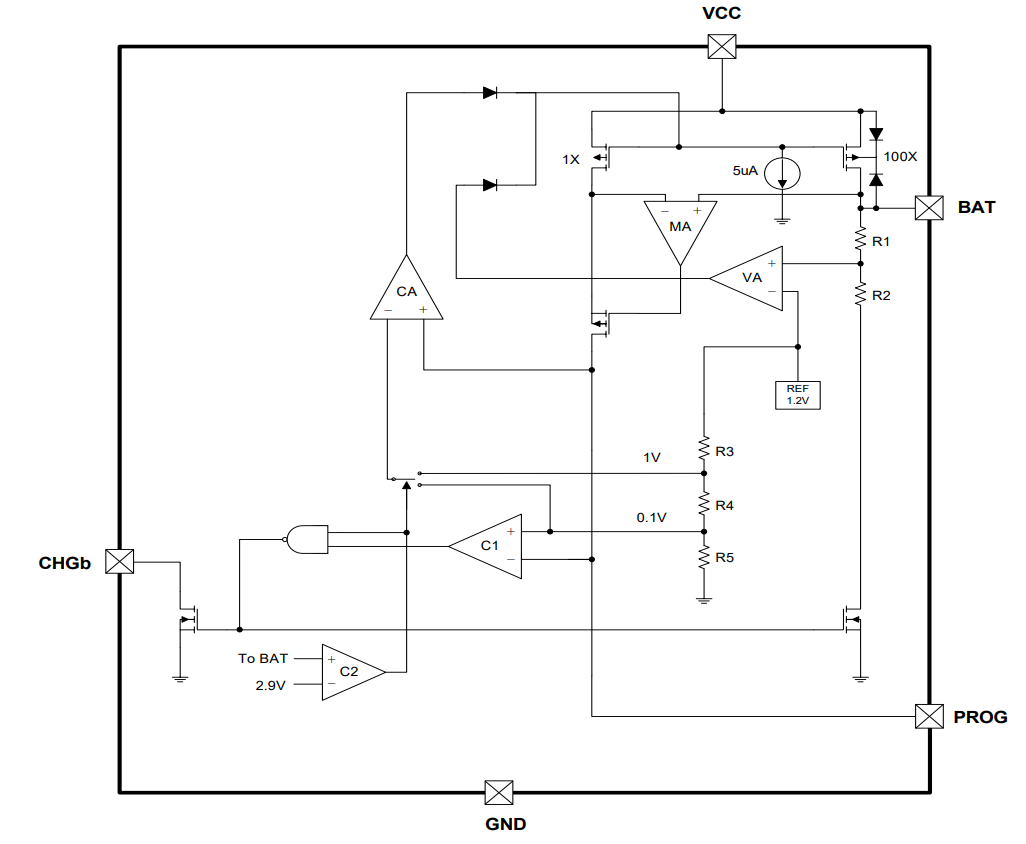 VCC
1X
100X
5uA
BAT
− +
MA
R1
CA
− +
VA
+
−
R2
REF
1.2V
1V
R3
R4
0.1V
+
C1
−
R5
CHGb
To BAT
+
C2
2.9V
−
PROG
GND